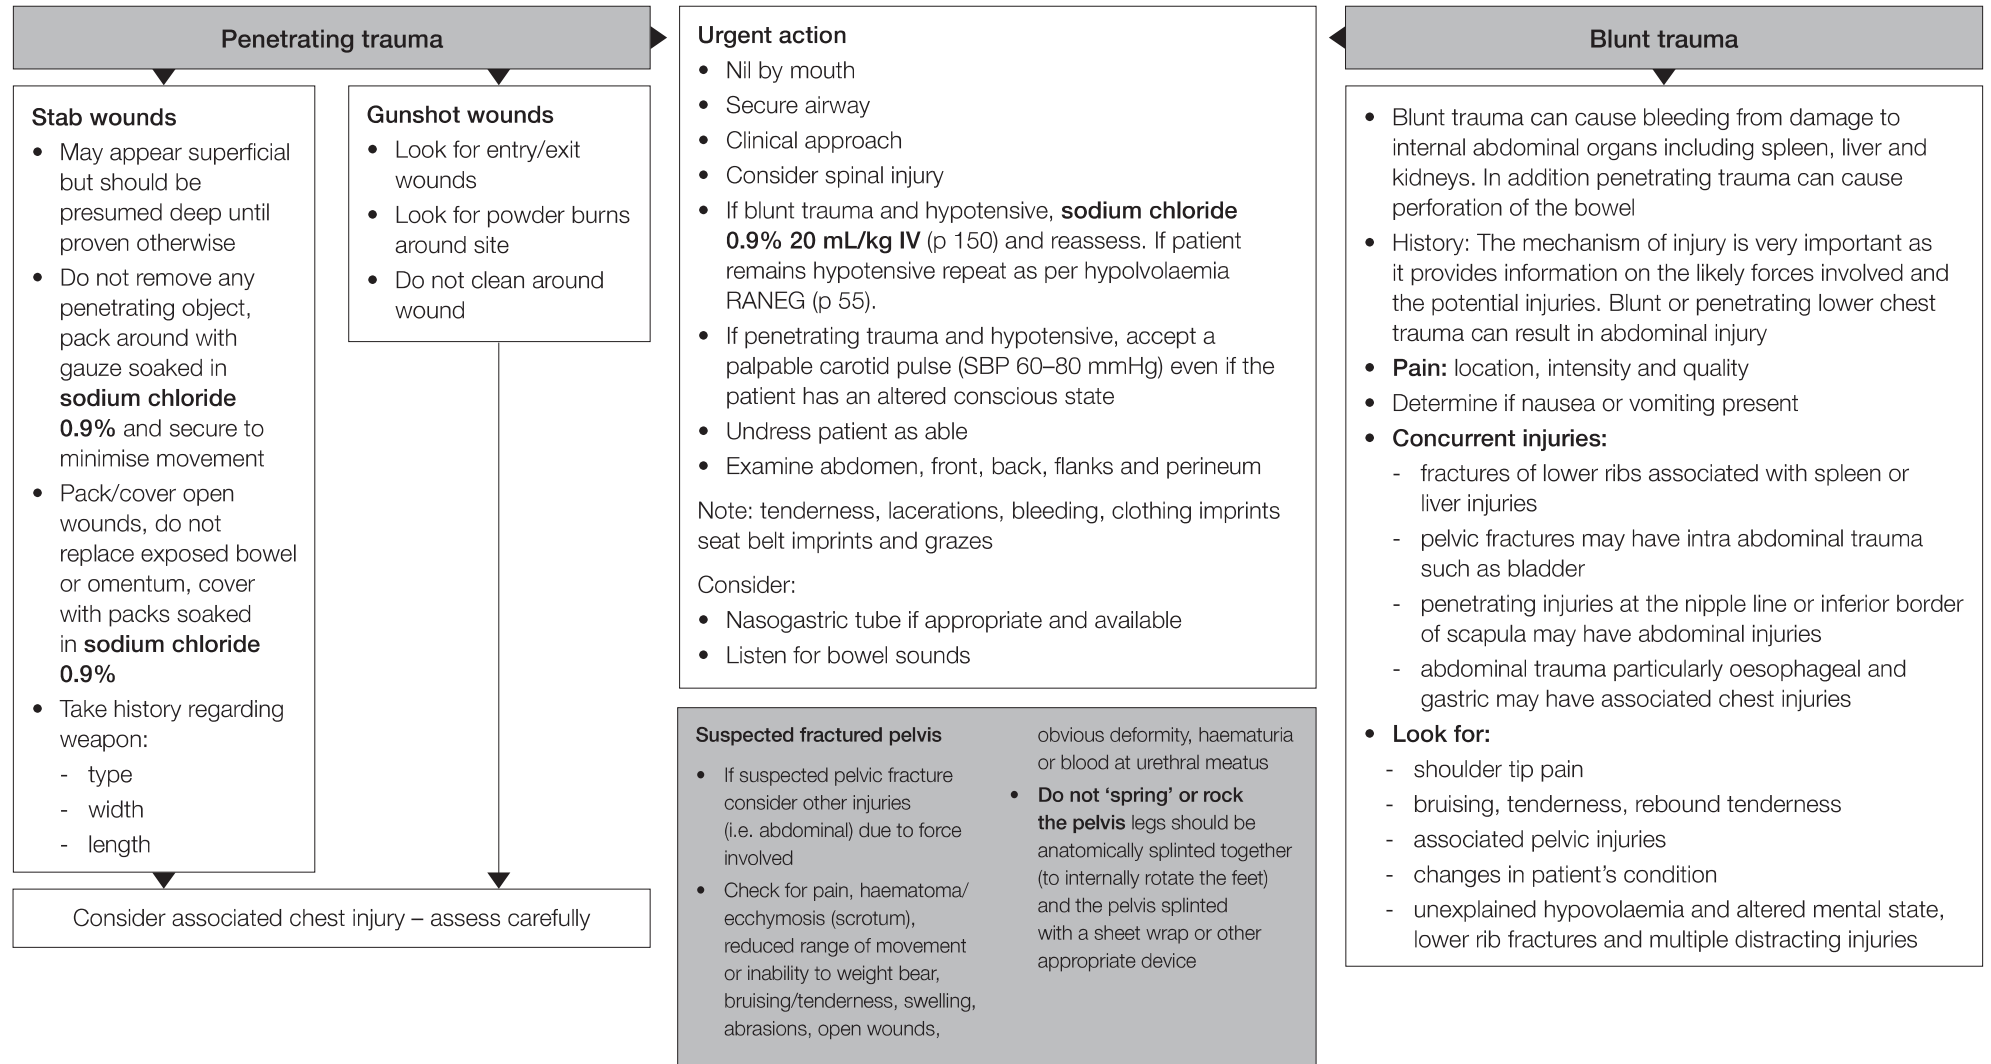 Penetrating trauma
Stab wounds
• May appear superficial
but should be
presumed deep until
proven otherwise
• Do not remove any
penetrating object,
pack around with
gauze soaked in
sodium chloride
0.9% and secure to
minimise movement
• Pack/cover open
wounds, do not
replace exposed bowel
or omentum, cover
with packs soaked
in sodium chloride
0.9%
• Take history regarding
weapon:
- type
- width
- length
Gunshot wounds
• Look for entry/exit
wounds
• Look for powder burns
around site
• Do not clean around
wound
Consider associated chest injury – assess carefully
Urgent action
• Nil by mouth
• Secure airway
• Clinical approach
• Consider spinal injury
• If blunt trauma and hypotensive, sodium chloride
0.9% 20 mL/kg IV (p 150) and reassess. If patient
remains hypotensive repeat as per hypolvolaemia
RANEG (p 55).
• If penetrating trauma and hypotensive, accept a
palpable carotid pulse (SBP 60–80 mmHg) even if the
patient has an altered conscious state
• Undress patient as able
• Examine abdomen, front, back, flanks and perineum
Note: tenderness, lacerations, bleeding, clothing imprints
seat belt imprints and grazes
Consider:
• Nasogastric tube if appropriate and available
• Listen for bowel sounds
Suspected fractured pelvis
• If suspected pelvic fracture
consider other injuries
(i.e. abdominal) due to force
involved
• Check for pain, haematoma/
ecchymosis (scrotum),
reduced range of movement
or inability to weight bear,
bruising/tenderness, swelling,
abrasions, open wounds,
obvious deformity, haematuria
or blood at urethral meatus
• Do not ‘spring’ or rock
the pelvis legs should be
anatomically splinted together
(to internally rotate the feet)
and the pelvis splinted
with a sheet wrap or other
appropriate device
Blunt trauma
• Blunt trauma can cause bleeding from damage to
internal abdominal organs including spleen, liver and
kidneys. In addition penetrating trauma can cause
perforation of the bowel
• History: The mechanism of injury is very important as
it provides information on the likely forces involved and
the potential injuries. Blunt or penetrating lower chest
trauma can result in abdominal injury
• Pain: location, intensity and quality
• Determine if nausea or vomiting present
• Concurrent injuries:
- fractures of lower ribs associated with spleen or
liver injuries
- pelvic fractures may have intra abdominal trauma
such as bladder
- penetrating injuries at the nipple line or inferior border
of scapula may have abdominal injuries
- abdominal trauma particularly oesophageal and
gastric may have associated chest injuries
• Look for:
- shoulder tip pain
- bruising, tenderness, rebound tenderness
- associated pelvic injuries
- changes in patient’s condition
- unexplained hypovolaemia and altered mental state,
lower rib fractures and multiple distracting injuries